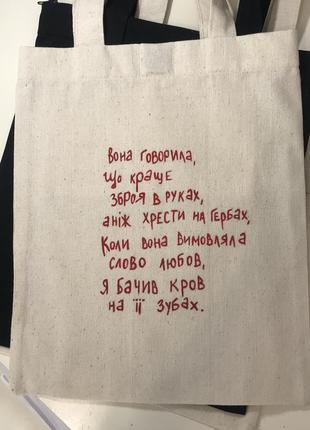 Вона говорила,
що краще
зброя в руках,
аніж хрести на гербах,
Коли вона вимовляла
слово любов,
я бачив кров
на її зубах.